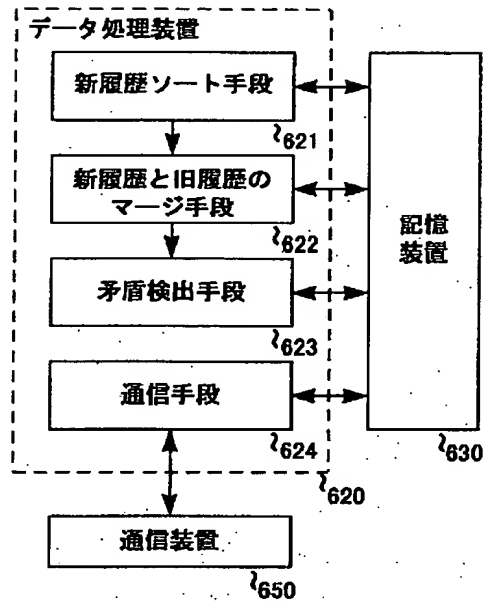 データ処理装置
新履歴ソート手段
621
新履歴と旧履歴の
マージ手段
622
矛盾検出手段
623
通信手段
624
620
記憶
装置
630
通信装置
650